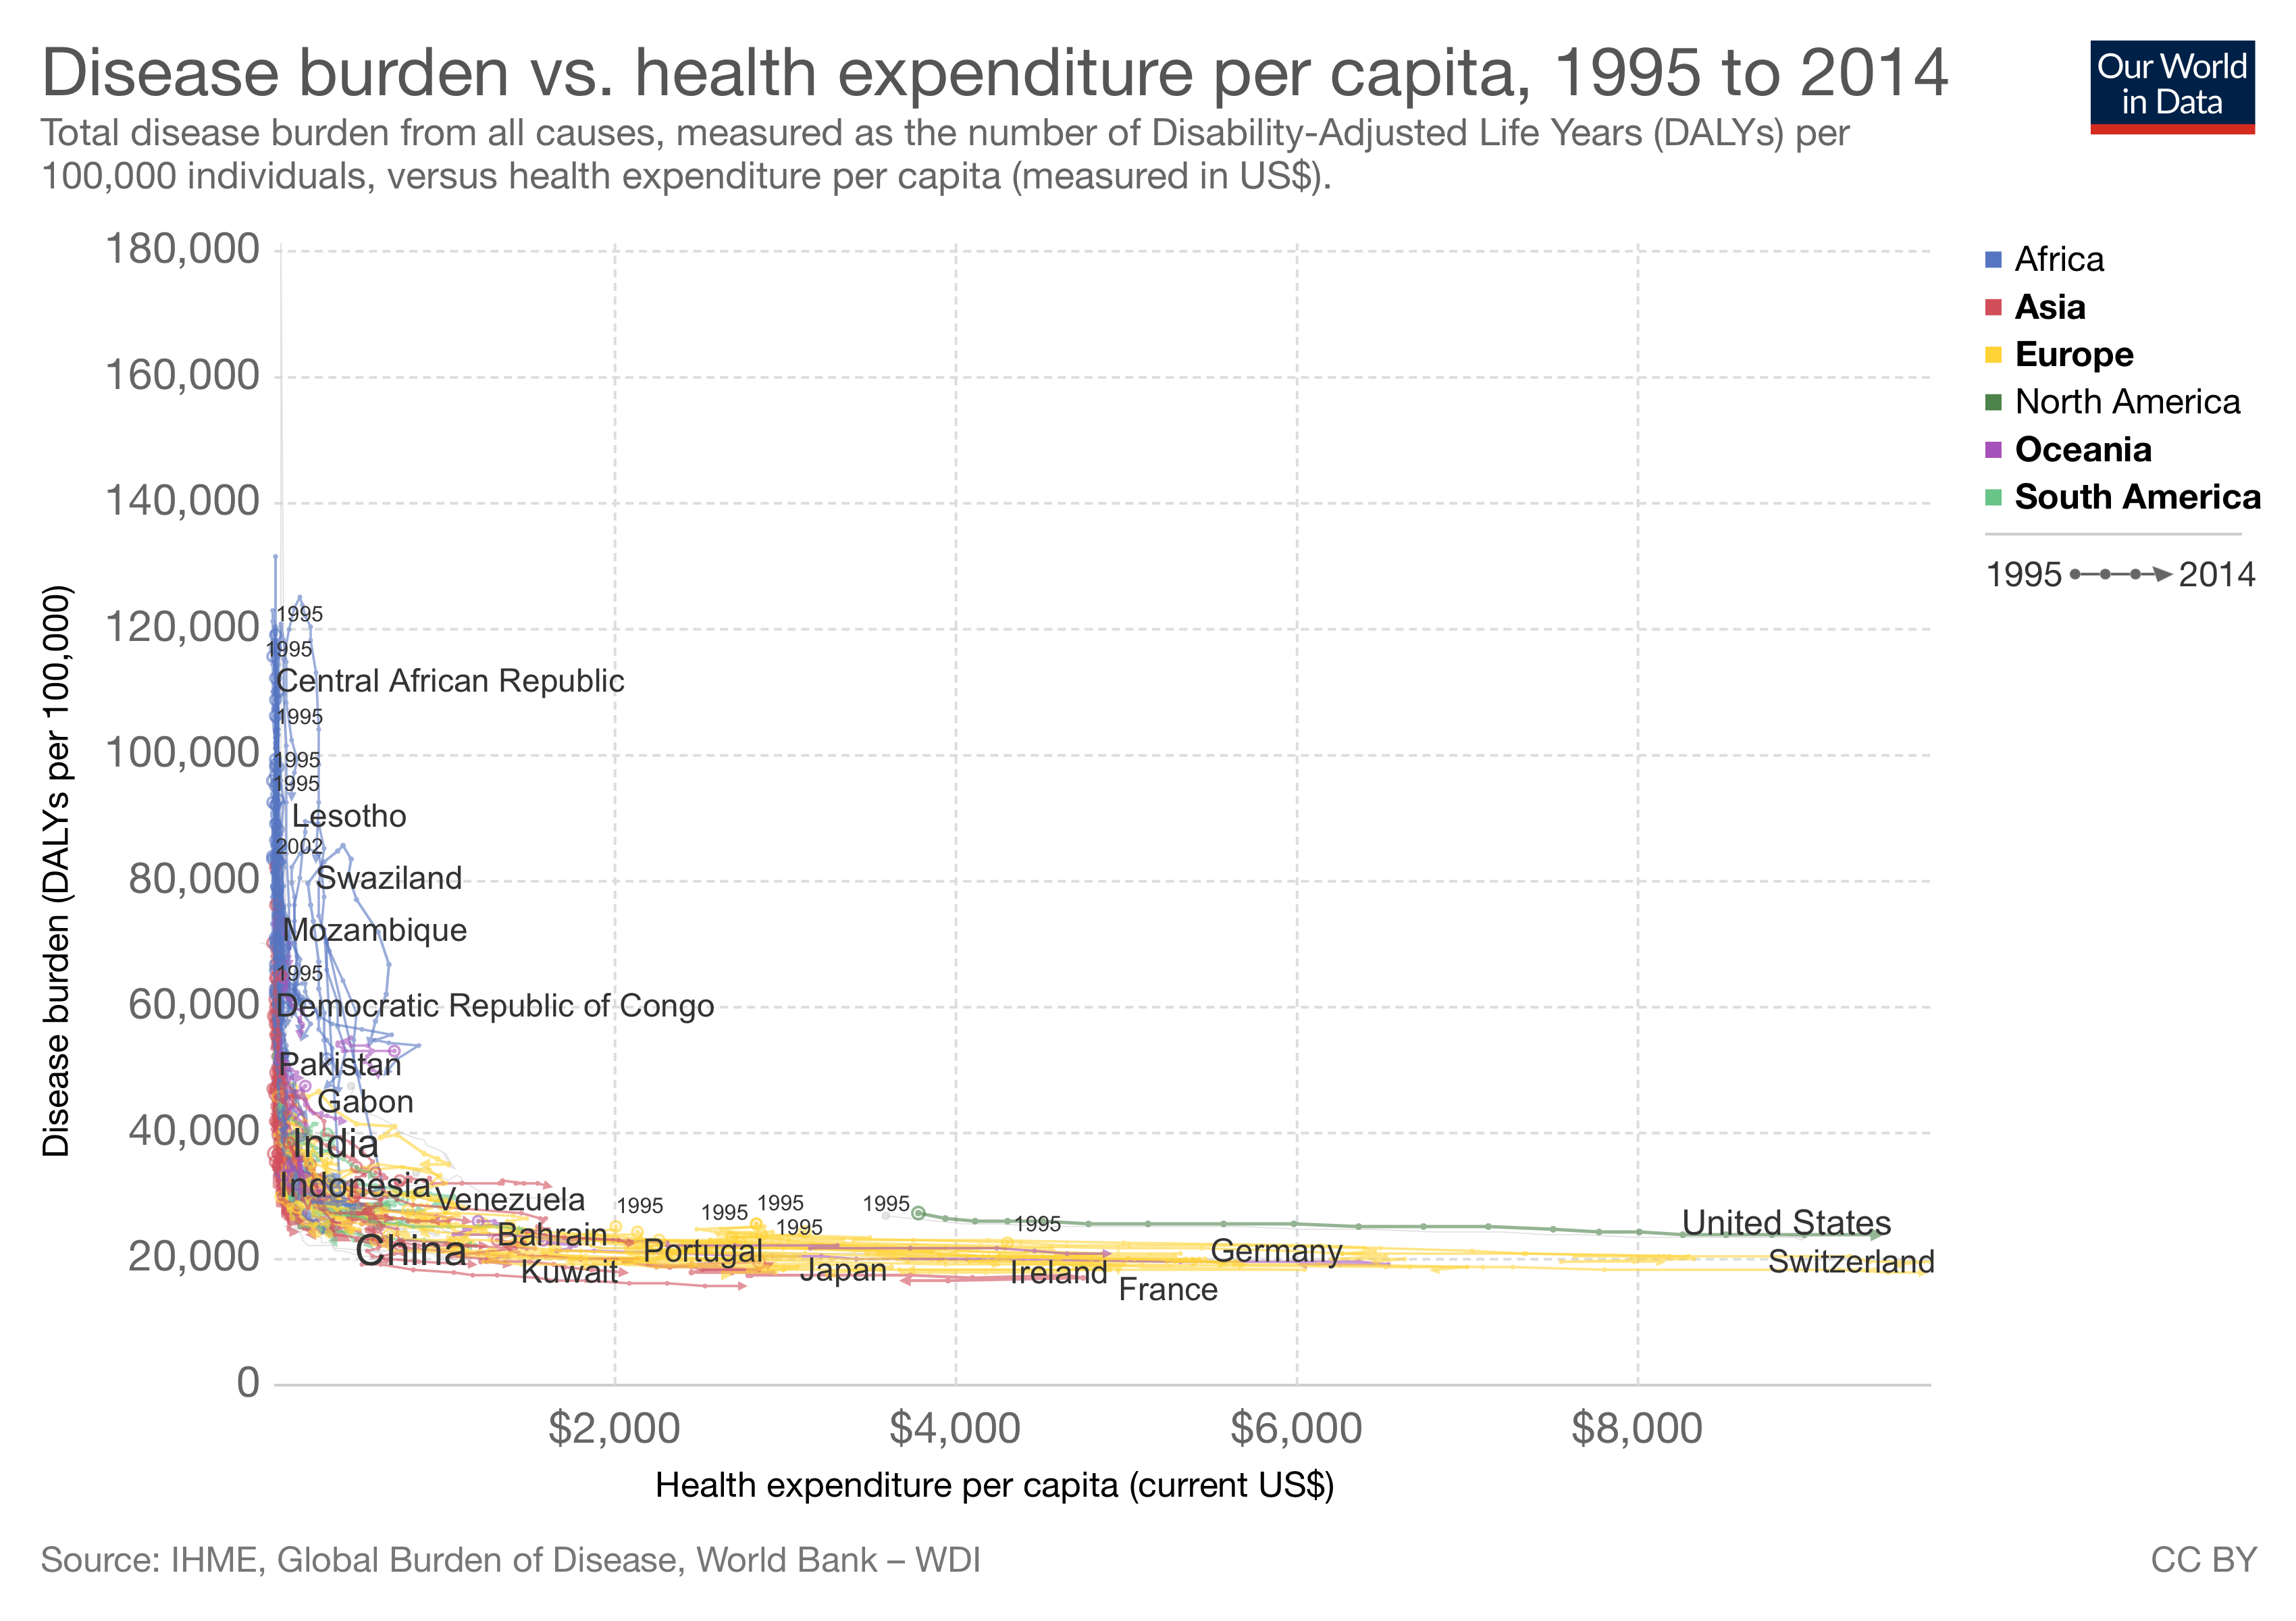 Disease burden vs. health expenditure per capita, 1995 to 2014
Our World
in Data
Total disease burden from all causes, measured as the number of Disability-Adjusted Life Years (DALYs) per
100,000 individuals, versus health expenditure per capita (measured in US$).
180,000
160,000
140,000
120,000
100,000
80,000
60,000
40,000
20,000
0
Disease burden (DALYs per 100,000)
1995
1995
Central African Republic
1995
1995
1995
Lesotho
2002
Swaziland
Mozambique
1995
Democratic Republic of Congo
Pakistan
Gabon
India
Indonesia
Venezuela
1995
1995
1995
1995
1995
1995
United States
Bahrain
China
Portugal
Germany
Switzerland
Kuwait
Japan
Ireland
France
$2,000
$4,000
$6,000
$8,000
Health expenditure per capita (current US$)
Africa
Asia
Europe
North America
Oceania
South America
1995 2014
Source: IHME, Global Burden of Disease, World Bank – WDI
CC BY